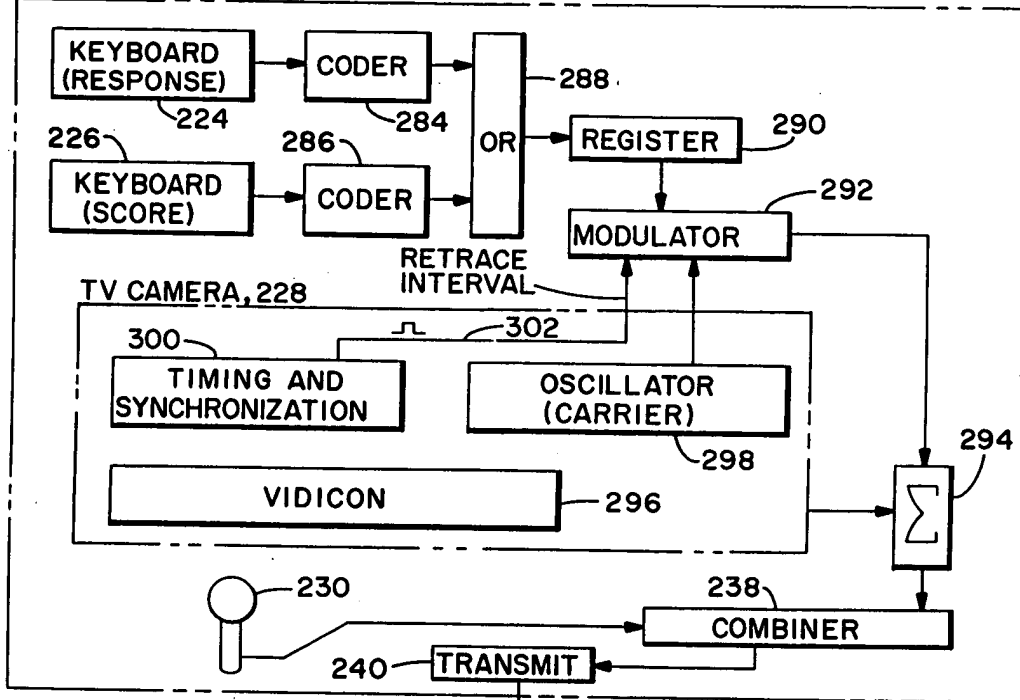 KEYBOARD
(RESPONSE)
224
CODER
284
OR
288
REGISTER
290
226
KEYBOARD
(SCORE)
286
CODER
292
MODULATOR
RETRACE
INTERVAL
TV CAMERA, 228
300
302
TIMING AND
SYNCHRONIZATION
OSCILLATOR
(CARRIER)
298
294
Σ
VIDICON
296
230
238
COMBINER
240
TRANSMIT